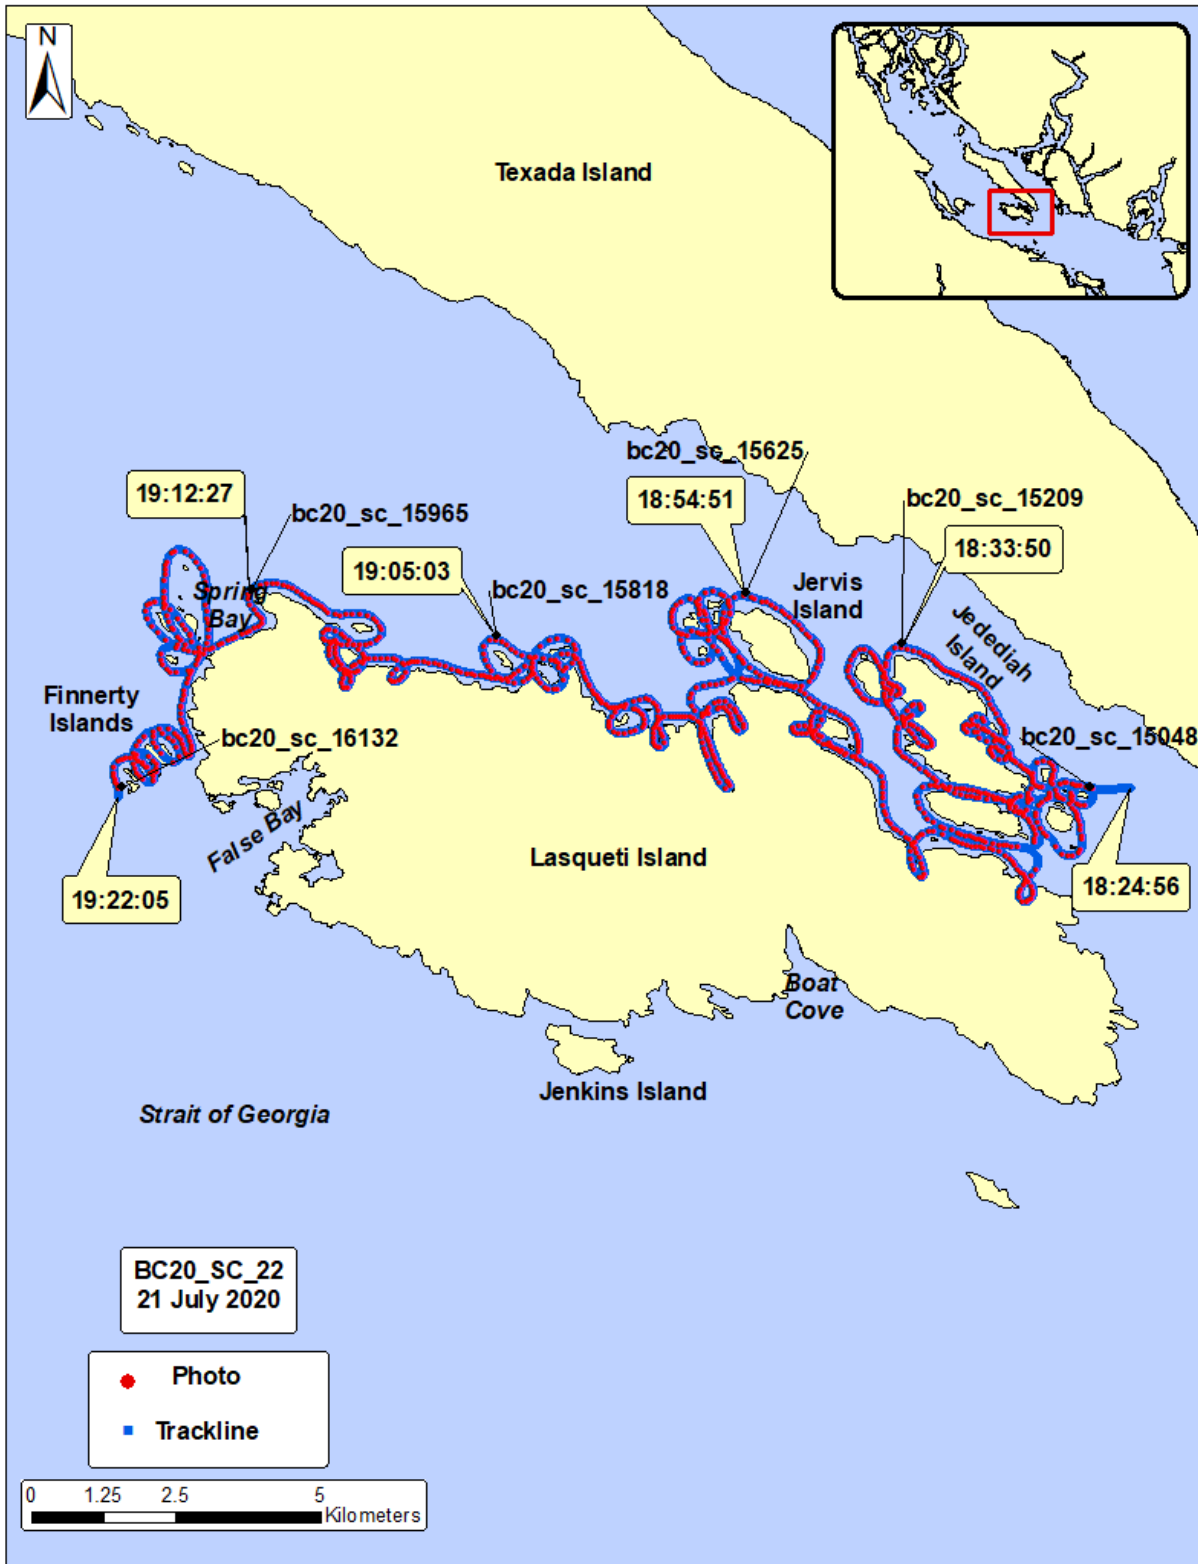 N
Texada Island
bc20_sc_15625
19:12:27
18:54:51
bc20_sc_15209
bc20_sc_15965
18:33:50
19:05:03
bc20_sc_15818
Jervis
Island
Spring
Bay
Jedediah
Island
Finnerty
Islands
bc20_sc_16132
bc20_sc_15048
False Bay
Lasqueti Island
19:22:05
18:24:56
Boat
Cove
Jenkins Island
Strait of Georgia
BC20_SC_22
21 July 2020
Photo
Trackline
0 1.25 2.5 5
Kilometers